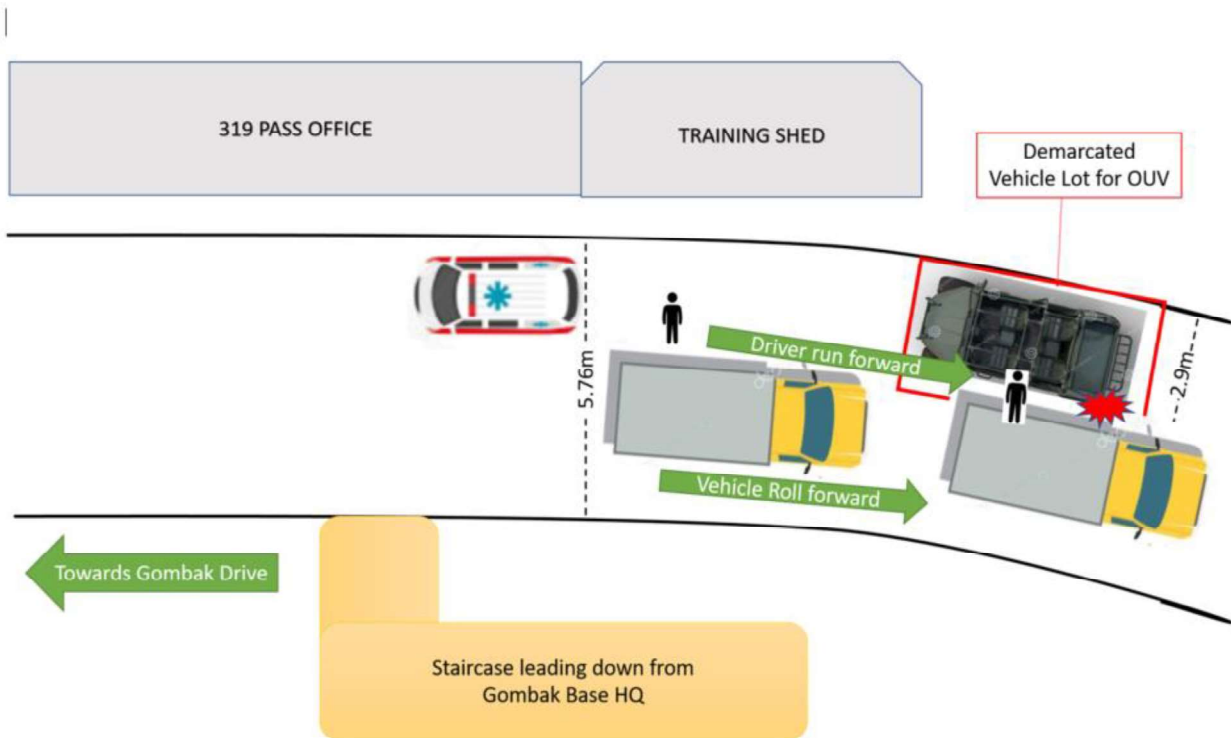 319 PASS OFFICE
TRAINING SHED
Demarcated
Vehicle Lot for OUV
5.76m
Driver run forward
2.9m
Vehicle Roll forward
Towards Gombak Drive
Staircase leading down from
Gombak Base HQ